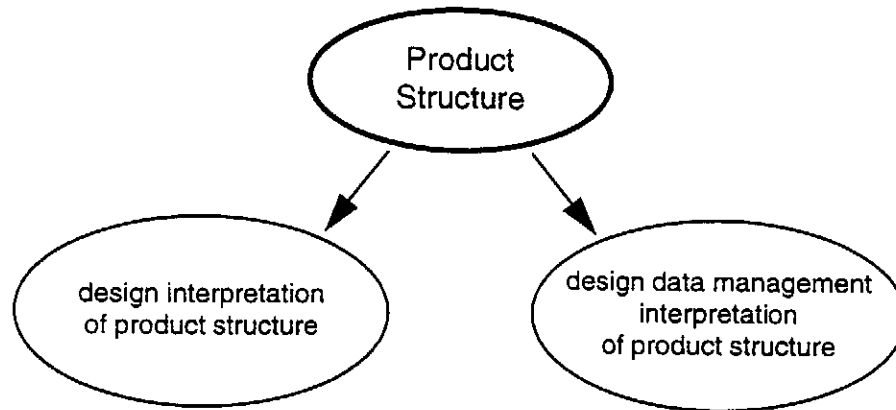 Product
Structure
design interpretation
of product structure
design data management
interpretation
of product structure